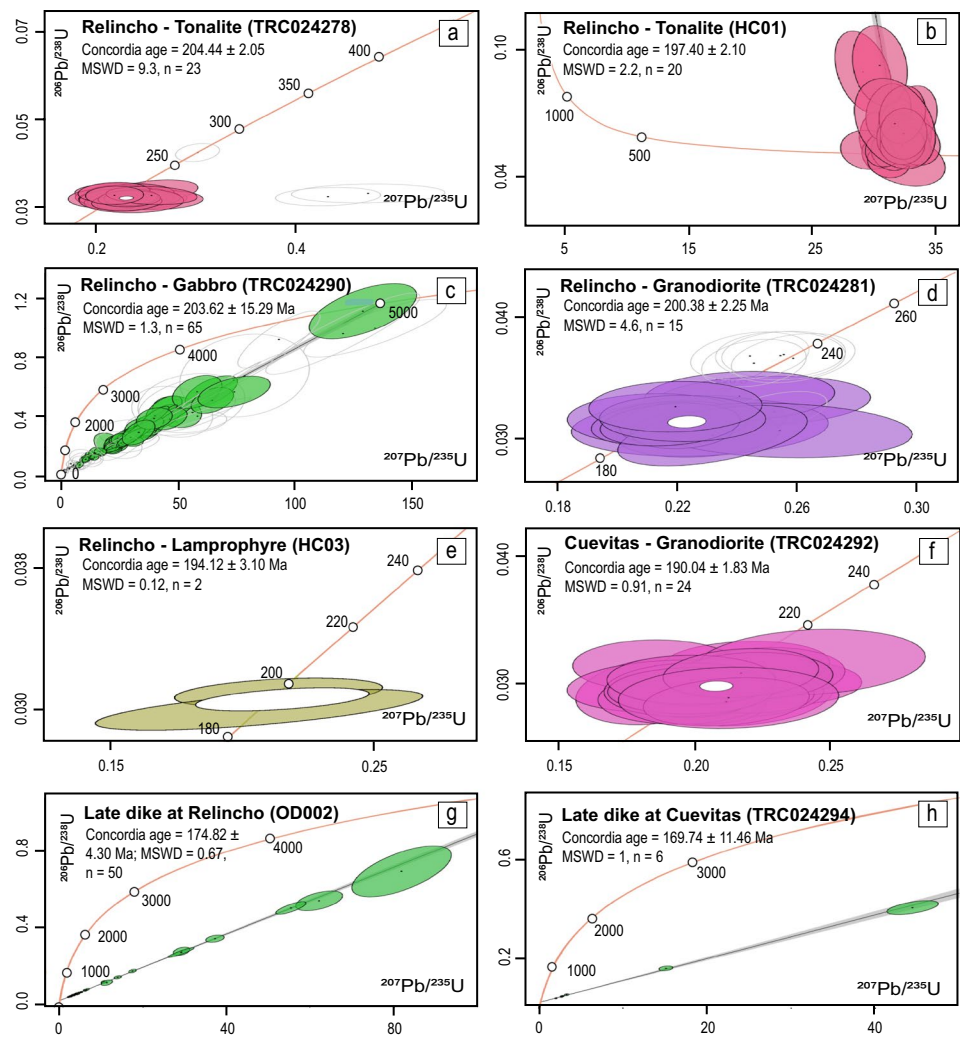 Relincho - Tonalite (TRC024278)
a
Concordia age = 204.44 ± 2.05
MSWD = 9.3, n = 23
²⁰⁶Pb/²³⁸U
²⁰⁷Pb/²³⁵U
0.07
0.05
0.03
400
350
300
250
0.2
0.4
Relincho - Tonalite (HC01)
b
Concordia age = 197.40 ± 2.10
MSWD = 2.2, n = 20
²⁰⁶Pb/²³⁸U
²⁰⁷Pb/²³⁵U
0.10
0.04
1000
500
5
15
25
35
Relincho - Gabbro (TRC024290)
c
Concordia age = 203.62 ± 15.29 Ma
MSWD = 1.3, n = 65
²⁰⁶Pb/²³⁸U
²⁰⁷Pb/²³⁵U
1.2
0.8
0.4
0.0
5000
4000
3000
2000
0
0
50
100
150
Relincho - Granodiorite (TRC024281)
d
Concordia age = 200.38 ± 2.25 Ma
MSWD = 4.6, n = 15
²⁰⁶Pb/²³⁸U
²⁰⁷Pb/²³⁵U
0.040
0.030
260
240
180
0.18
0.22
0.26
0.30
Relincho - Lamprophyre (HC03)
e
Concordia age = 194.12 ± 3.10 Ma
MSWD = 0.12, n = 2
²⁰⁶Pb/²³⁸U
²⁰⁷Pb/²³⁵U
0.038
0.030
240
220
200
180
0.15
0.25
Cuevitas - Granodiorite (TRC024292)
f
Concordia age = 190.04 ± 1.83 Ma
MSWD = 0.91, n = 24
²⁰⁶Pb/²³⁸U
²⁰⁷Pb/²³⁵U
0.040
0.030
240
220
0.15
0.20
0.25
Late dike at Relincho (OD002)
g
Concordia age = 174.82 ±
4.30 Ma; MSWD = 0.67,
n = 50
²⁰⁶Pb/²³⁸U
²⁰⁷Pb/²³⁵U
0.8
0.4
0.0
4000
3000
2000
1000
0
40
80
Late dike at Cuevitas (TRC024294)
h
Concordia age = 169.74 ± 11.46 Ma
MSWD = 1, n = 6
²⁰⁶Pb/²³⁸U
²⁰⁷Pb/²³⁵U
0.6
0.2
3000
2000
1000
0
20
40